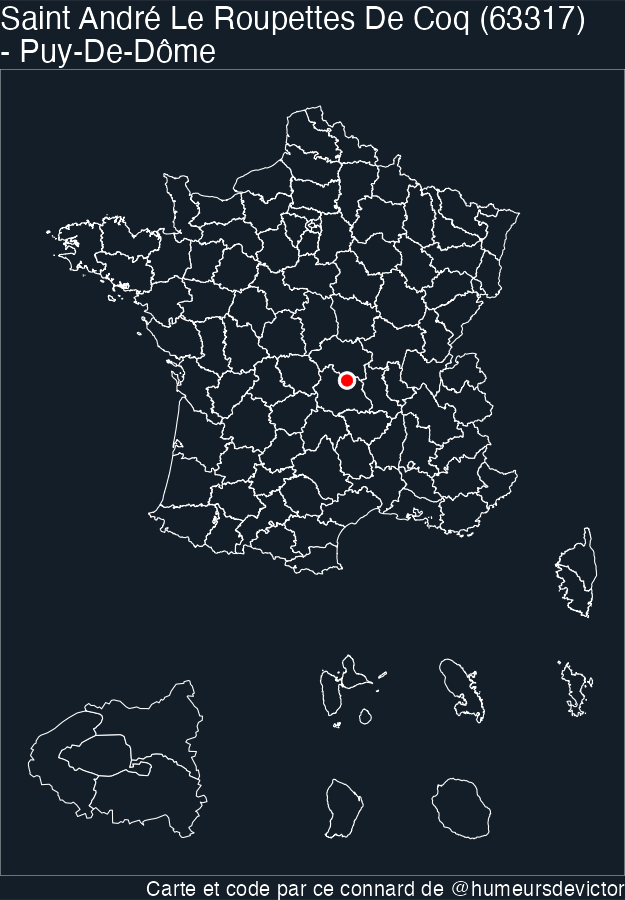 Saint André Le Roupettes De Coq (63317)
- Puy-De-Dôme
Carte et code par ce connard de @humeursdevictor